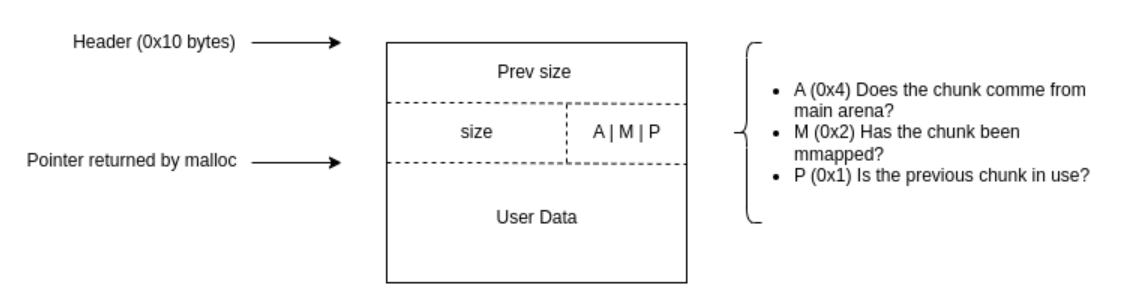 Header (0x10 bytes)
Prev size
size
A | M | P
Pointer returned by malloc
User Data
• A (0x4) Does the chunk comme from
main arena?
• M (0x2) Has the chunk been
mmapped?
• P (0x1) Is the previous chunk in use?